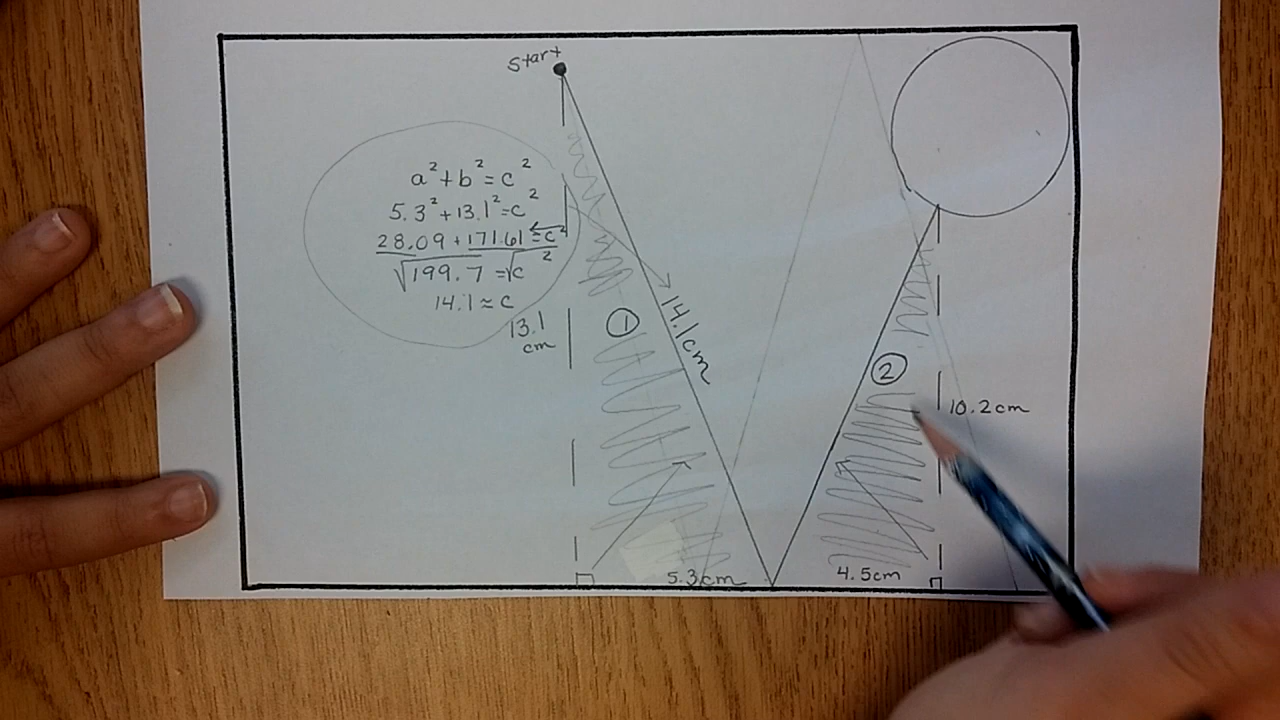 Start
a²+b²=c²
5.3²+13.1²=c²
28.09+171.61=c²
√199.7=√c²
14.1≈c
13.1
cm
1
14.1cm
2
10.2cm
5.3cm
4.5cm